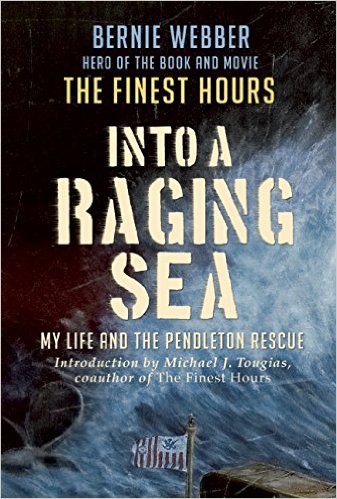 BERNIE WEBBER
HERO OF THE BOOK AND MOVIE
THE FINEST HOURS
INTO A
RAGING
SEA
MY LIFE AND THE PENDLETON RESCUE
Introduction by Michael J. Tougias,
coauthor of The Finest Hours